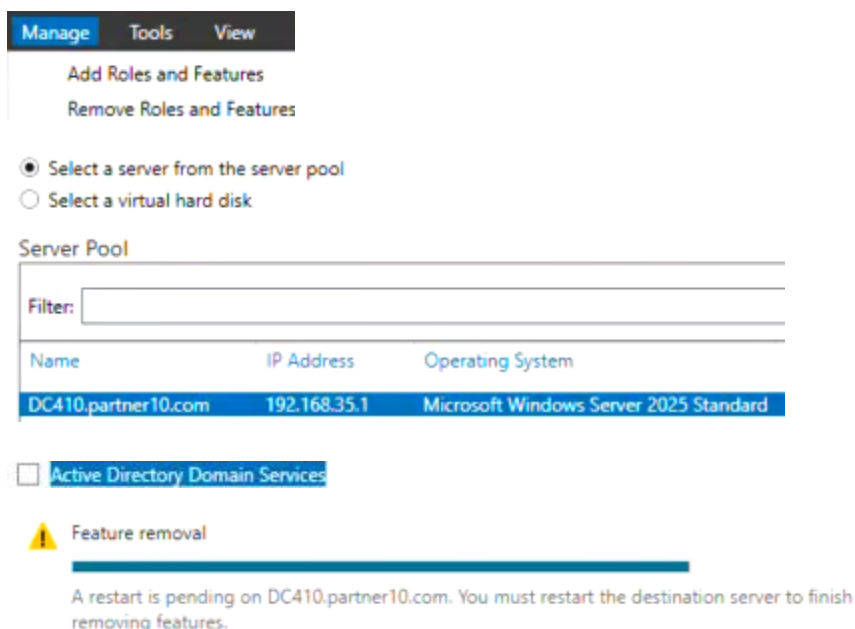 Manage Tools View
Add Roles and Features
Remove Roles and Features
Select a server from the server pool
Select a virtual hard disk
Server Pool
Filter:
Name IP Address Operating System
DC410.partner10.com 192.168.35.1 Microsoft Windows Server 2025 Standard
Active Directory Domain Services
Feature removal
A restart is pending on DC410.partner10.com. You must restart the destination server to finish
removing features.